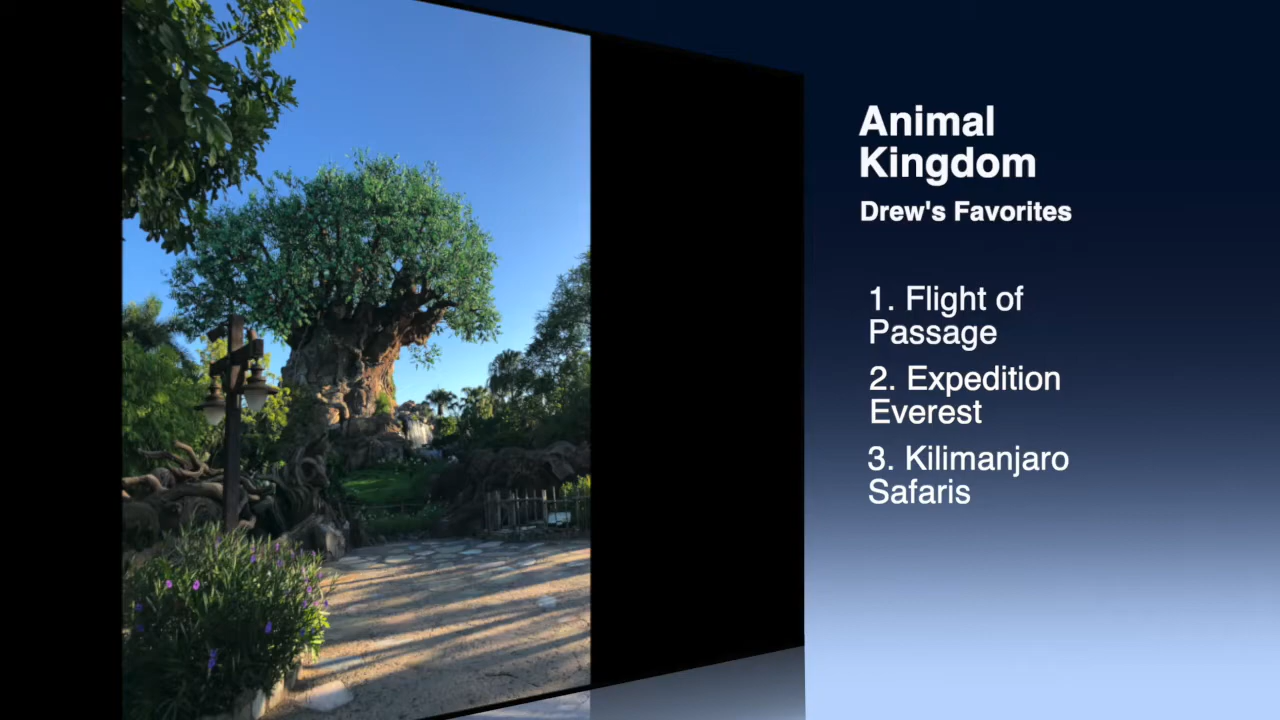 Animal
Kingdom
Drew's Favorites
1. Flight of
Passage
2. Expedition
Everest
3. Kilimanjaro
Safaris